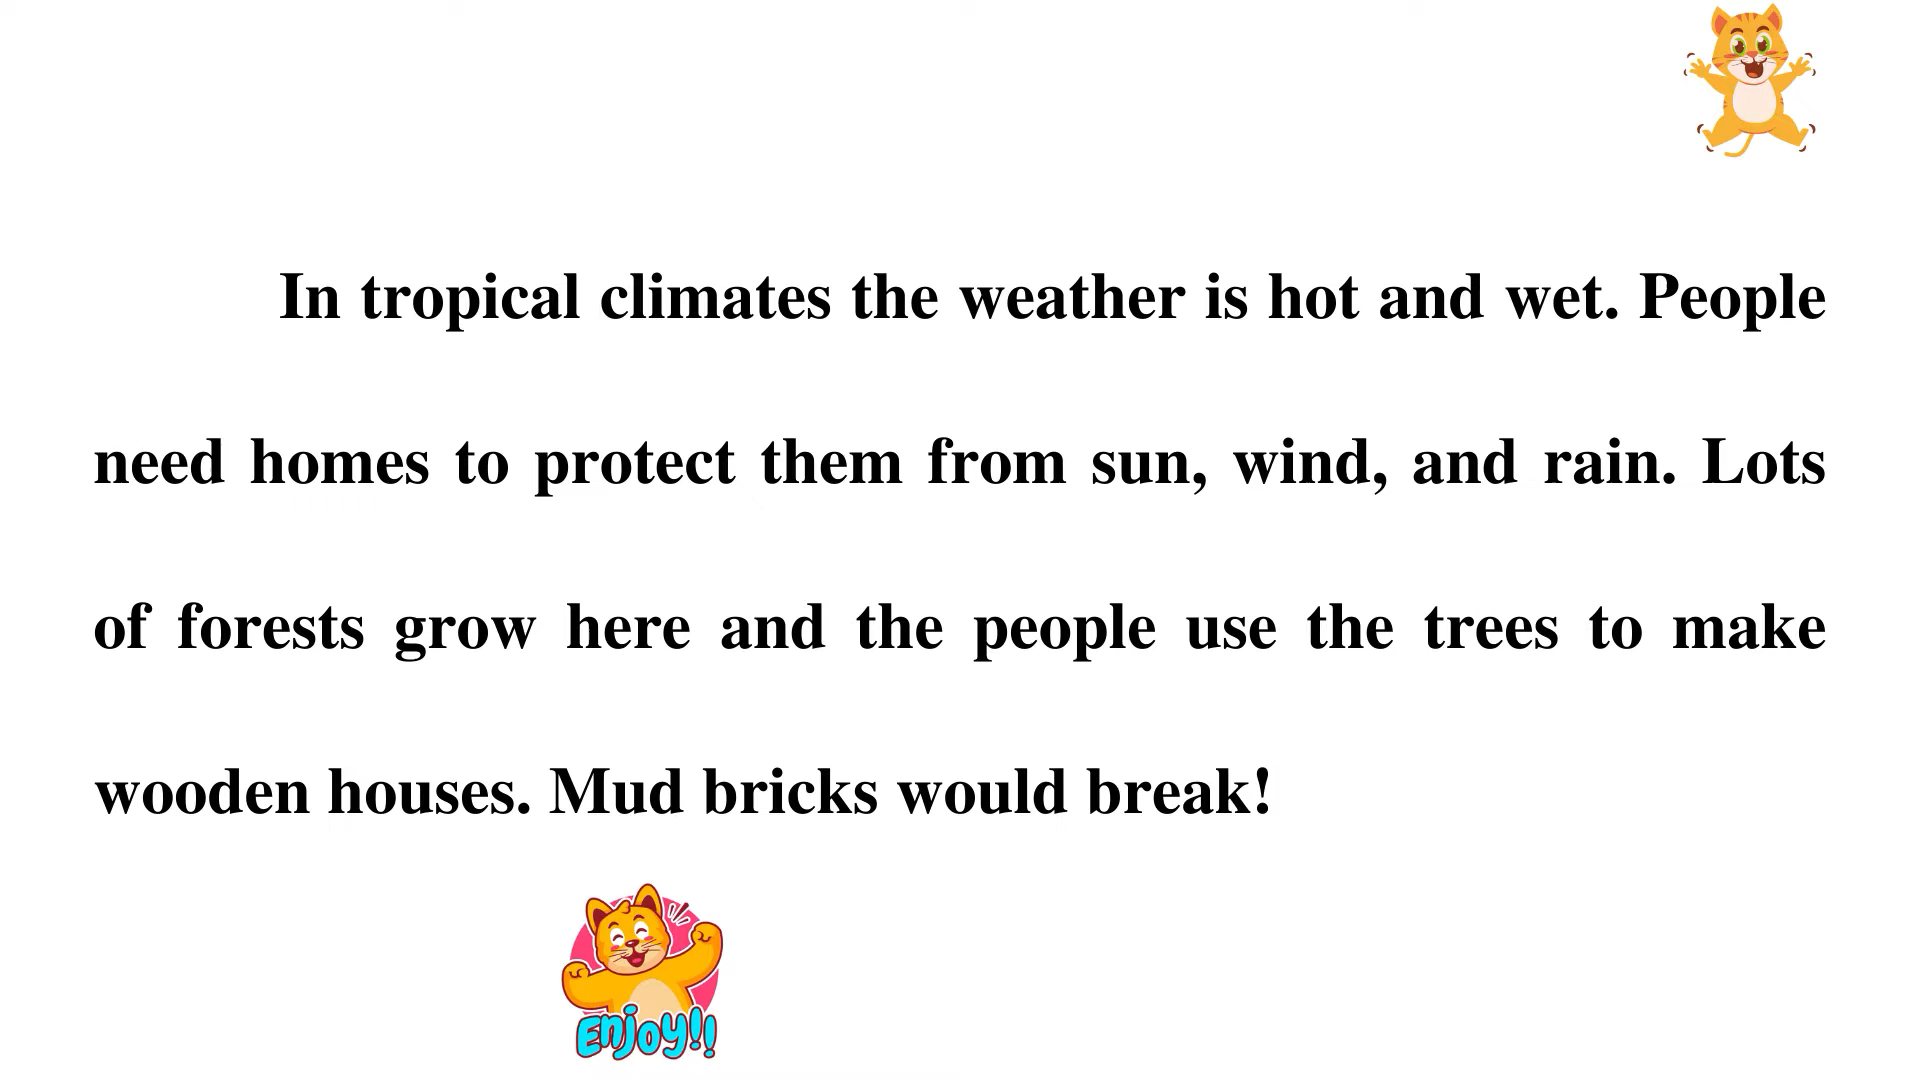 In tropical climates the weather is hot and wet. People
need homes to protect them from sun, wind, and rain. Lots
of forests grow here and the people use the trees to make
wooden houses. Mud bricks would break!
Enjoy!!